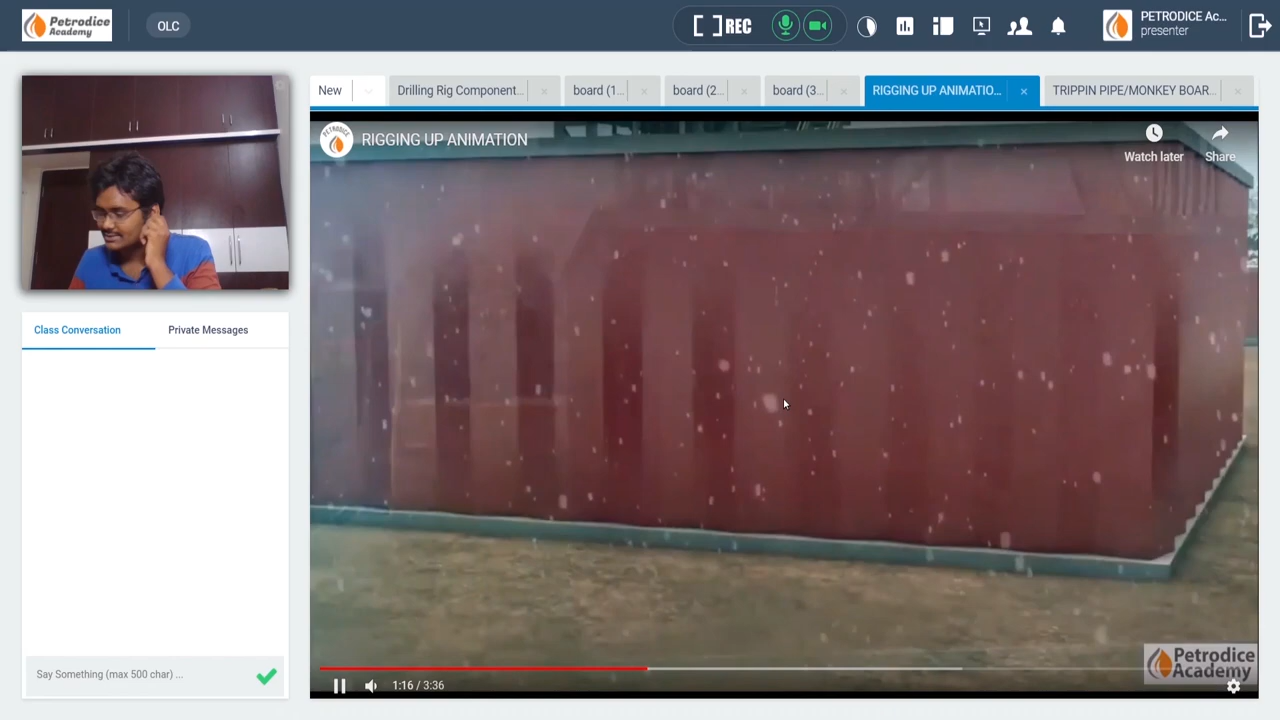 Petrodice
Academy
OLC
[ ] REC
PETRODICE Ac...
presenter
New
Drilling Rig Component...
board (1...
board (2...
board (3...
RIGGING UP ANIMATIO...
TRIPPIN PIPE/MONKEY BOAR...
PETRODICE
RIGGING UP ANIMATION
Watch later
Share
Class Conversation
Private Messages
Say Something (max 500 char) ...
1:16 / 3:36
Petrodice
Academy